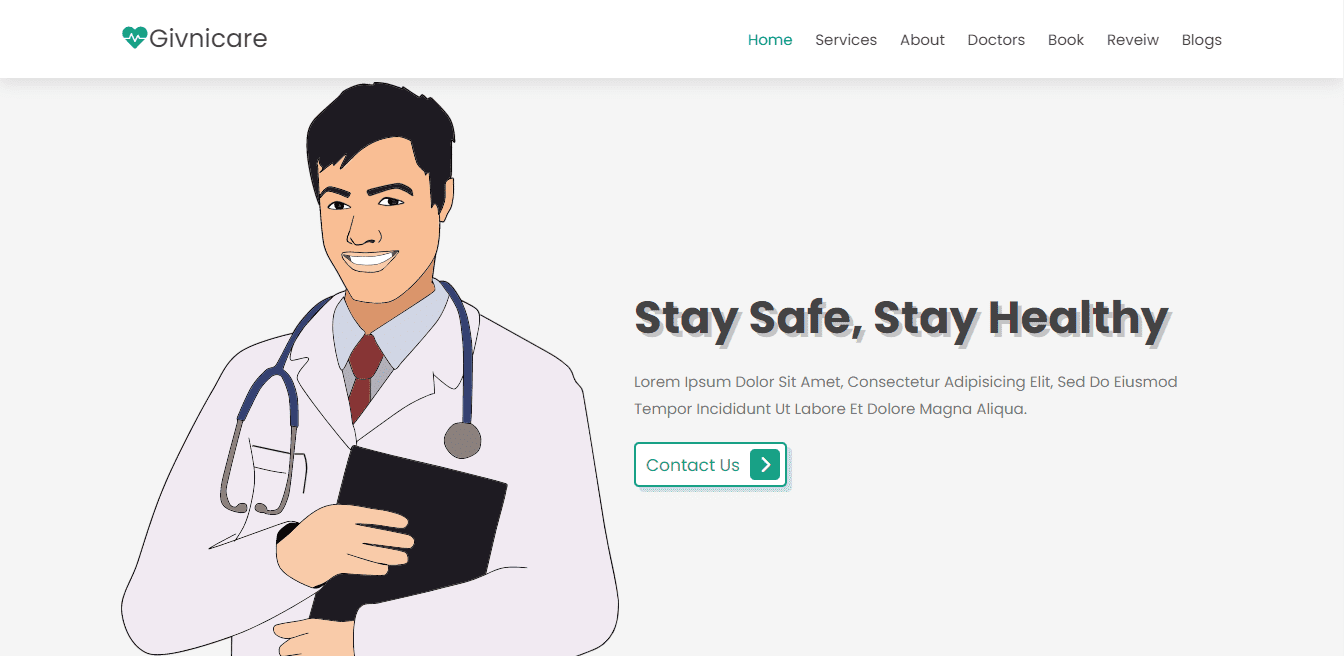 Givnicare
Home Services About Doctors Book Reveiw Blogs
Stay Safe, Stay Healthy
Lorem Ipsum Dolor Sit Amet, Consectetur Adipisicing Elit, Sed Do Eiusmod
Tempor Incididunt Ut Labore Et Dolore Magna Aliqua.
Contact Us